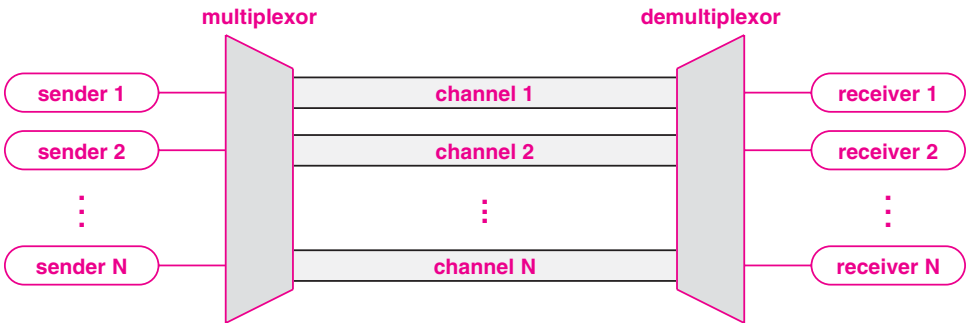 multiplexor demultiplexor
sender 1 channel 1 receiver 1
sender 2 channel 2 receiver 2
sender N channel N receiver N